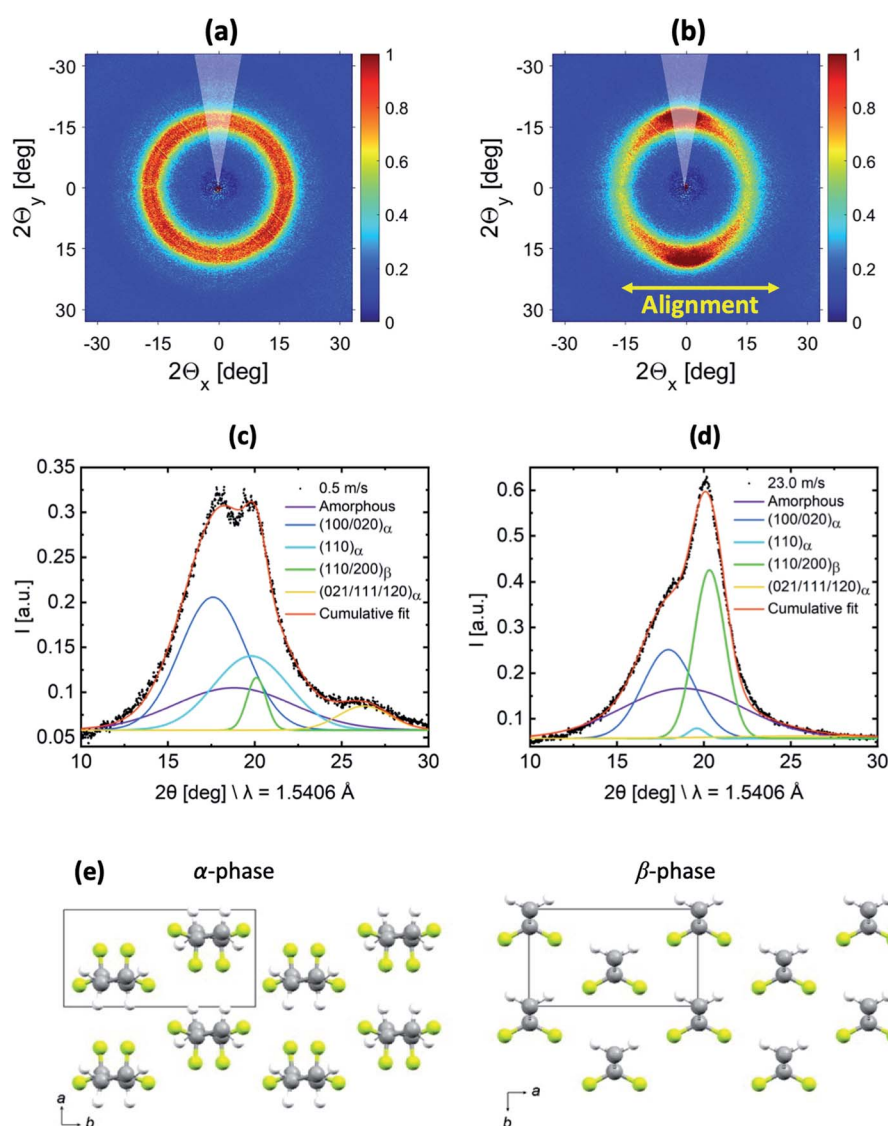 (a)
(b)
-30
-15
0
15
30
2Θy [deg]
-30
-15
0
15
30
2Θx [deg]
1
0.8
0.6
0.4
0.2
0
-30
-15
0
15
30
2Θy [deg]
Alignment
-30
-15
0
15
30
2Θx [deg]
1
0.8
0.6
0.4
0.2
0
(c)
(d)
0.35
0.3
0.25
0.2
0.15
0.1
0.05
I [a.u.]
0.5 m/s
Amorphous
(100/020)α
(110)α
(110/200)β
(021/111/120)α
Cumulative fit
10
15
20
25
30
2θ [deg] \ λ = 1.5406 Å
0.6
0.5
0.4
0.3
0.2
0.1
I [a.u.]
23.0 m/s
Amorphous
(100/020)α
(110)α
(110/200)β
(021/111/120)α
Cumulative fit
10
15
20
25
30
2θ [deg] \ λ = 1.5406 Å
(e)
α-phase
β-phase
a
b
a
b